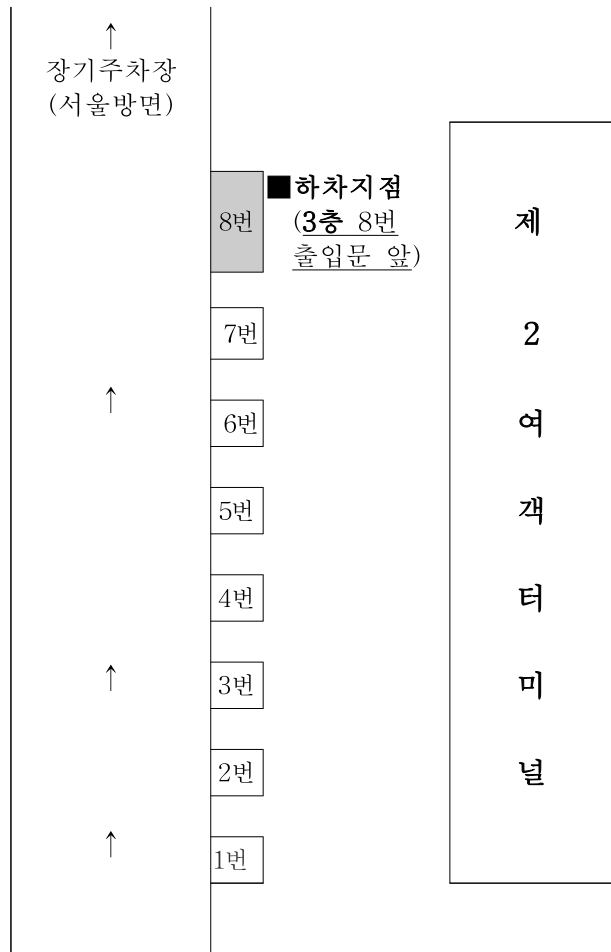 ↑
장기주차장
(서울방면)
■하차지점
(3층 8번
출입문 앞)
8번
7번
↑
6번
5번
4번
↑
3번
2번
↑
1번
제
2
여
객
터
미
널